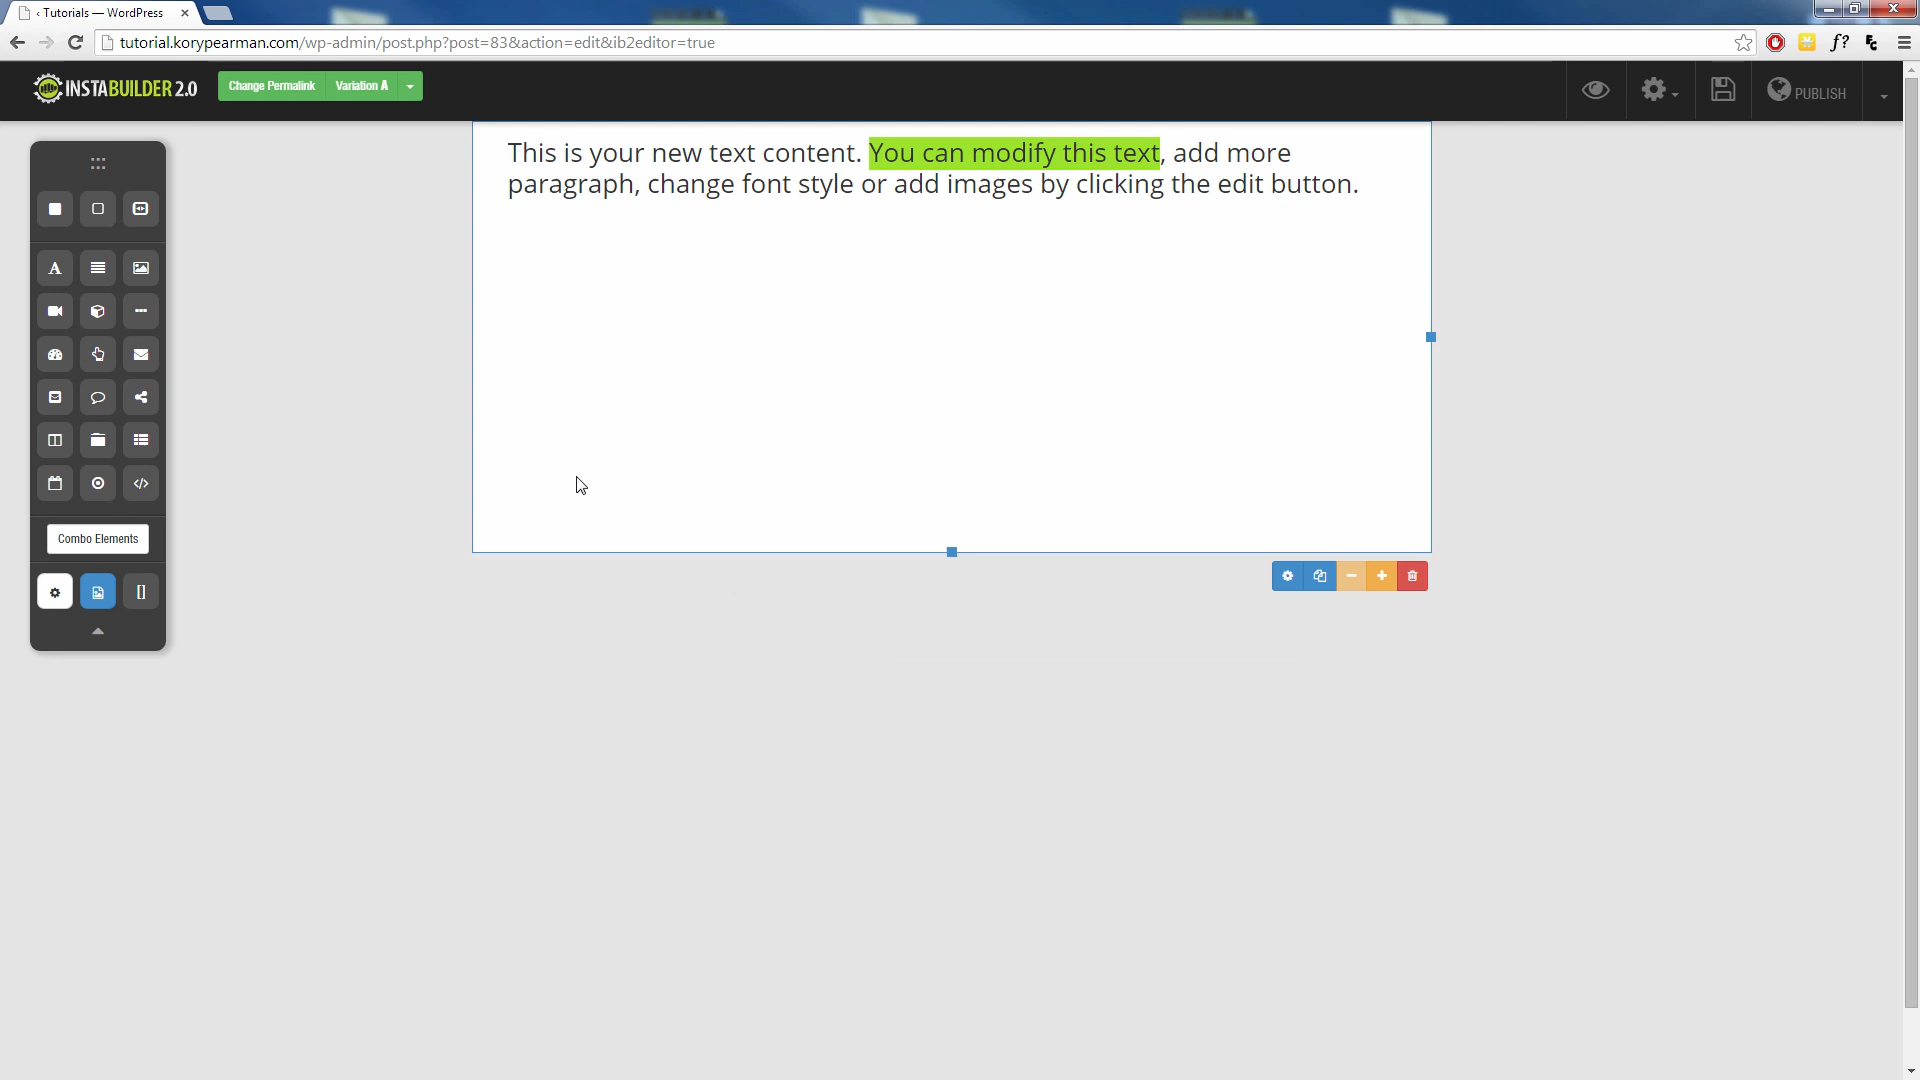 ‹ Tutorials — WordPress
tutorial.korypearman.com/wp-admin/post.php?post=83&action=edit&ib2editor=true
INSTABUILDER 2.0
Change Permalink
Variation A
PUBLISH
This is your new text content. You can modify this text, add more
paragraph, change font style or add images by clicking the edit button.
Combo Elements